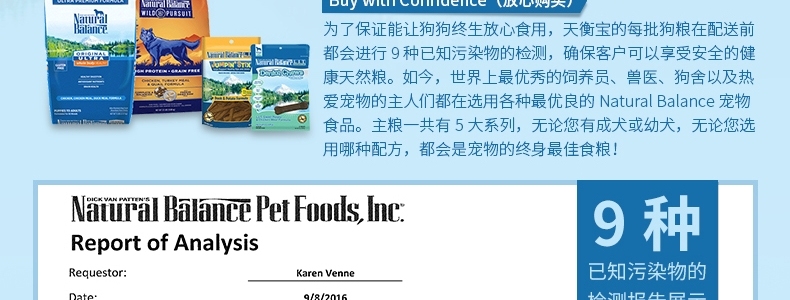 ULTRA PREMIUM FORMULA
Natural
Balance
ORIGINAL
ULTRA
Natural
Balance
WILD PURSUIT
HIGH PROTEIN • GRAIN FREE
JUMPIN' STIX
Natural Balance
Dental Chews
Buy with Confidence（放心购买）
为了保证能让狗狗终生放心食用，天衡宝的每批狗粮在配送前
都会进行 9 种已知污染物的检测，确保客户可以享受安全的健
康天然粮。如今，世界上最优秀的饲养员、兽医、狗舍以及热
爱宠物的主人们都在选用各种最优良的 Natural Balance 宠物
食品。主粮一共有 5 大系列，无论您有成犬或幼犬，无论您选
用哪种配方，都会是宠物的终身最佳食粮！
DICK VAN PATTEN'S
Natural Balance Pet Foods, Inc.
Report of Analysis
Requestor: Karen Venne
Date: 9/8/2016
9 种
已知污染物的
检测报告展示